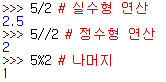 >>> 5/2 # 실수형 연산
2.5
>>> 5//2 # 정수형 연산
2
>>> 5%2 # 나머지
1